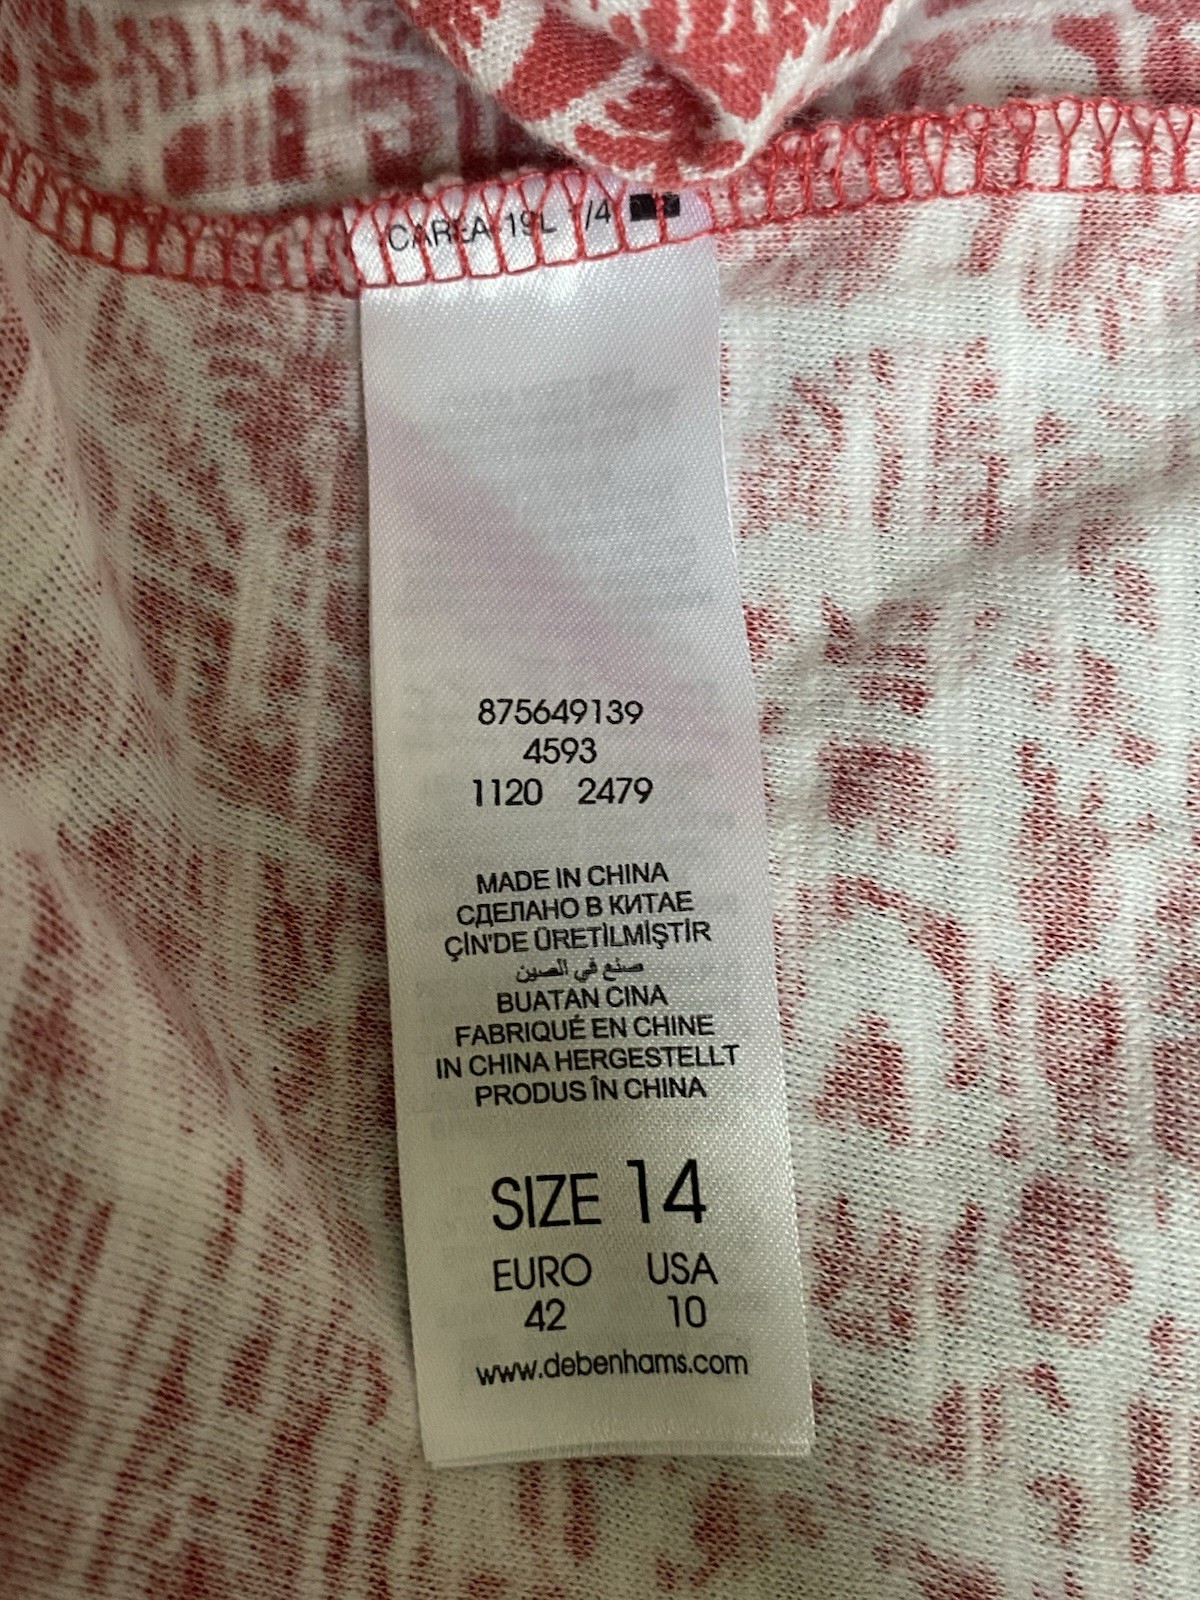 CAREA 19L 1/4
875649139
4593
1120 2479
MADE IN CHINA
СДЕЛАНО В КИТАЕ
ÇİN'DE ÜRETİLMİŞTİR
صنع في الصين
BUATAN CINA
FABRIQUÉ EN CHINE
IN CHINA HERGESTELLT
PRODUS ÎN CHINA
SIZE 14
EURO USA
42 10
www.debenhams.com